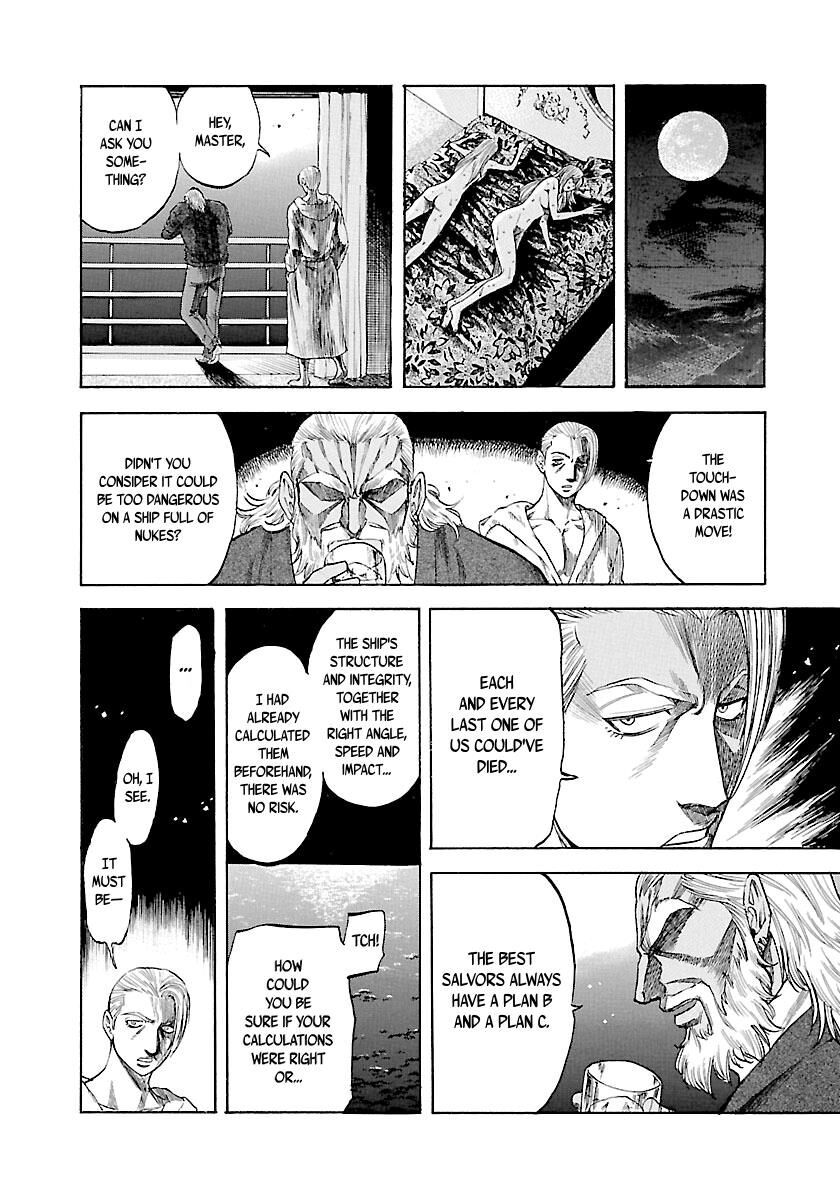 HEY,
MASTER,
CAN I
ASK YOU
SOME-
THING?
THE
TOUCH-
DOWN WAS
A DRASTIC
MOVE!
DIDN'T YOU
CONSIDER IT COULD
BE TOO DANGEROUS
ON A SHIP FULL OF
NUKES?
EACH
AND EVERY
LAST ONE OF
US COULD'VE
DIED...
THE SHIP'S
STRUCTURE
AND INTEGRITY,
TOGETHER
WITH THE
RIGHT ANGLE,
SPEED AND
IMPACT...
I HAD
ALREADY
CALCULATED
THEM
BEFOREHAND,
THERE WAS
NO RISK.
THE BEST
SALVORS ALWAYS
HAVE A PLAN B
AND A PLAN C.
TCH!
HOW
COULD
YOU BE
SURE IF YOUR
CALCULATIONS
WERE RIGHT
OR...
...
OH, I
SEE.
IT
MUST
BE—